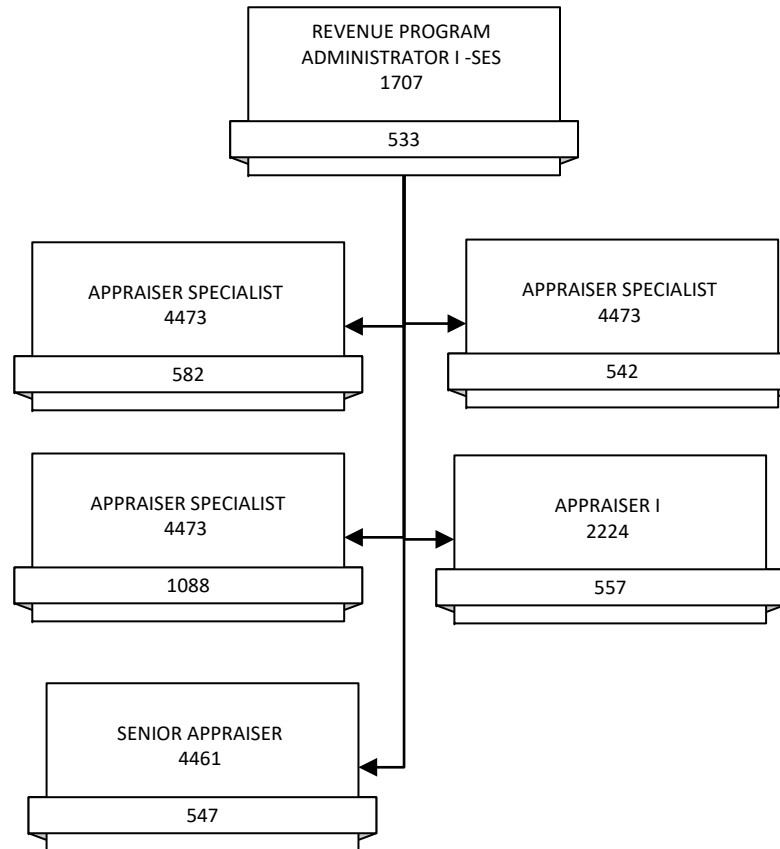 REVENUE PROGRAM
ADMINISTRATOR I -SES
1707
533
APPRAISER SPECIALIST
4473
582
APPRAISER SPECIALIST
4473
542
APPRAISER SPECIALIST
4473
1088
APPRAISER I
2224
557
SENIOR APPRAISER
4461
547